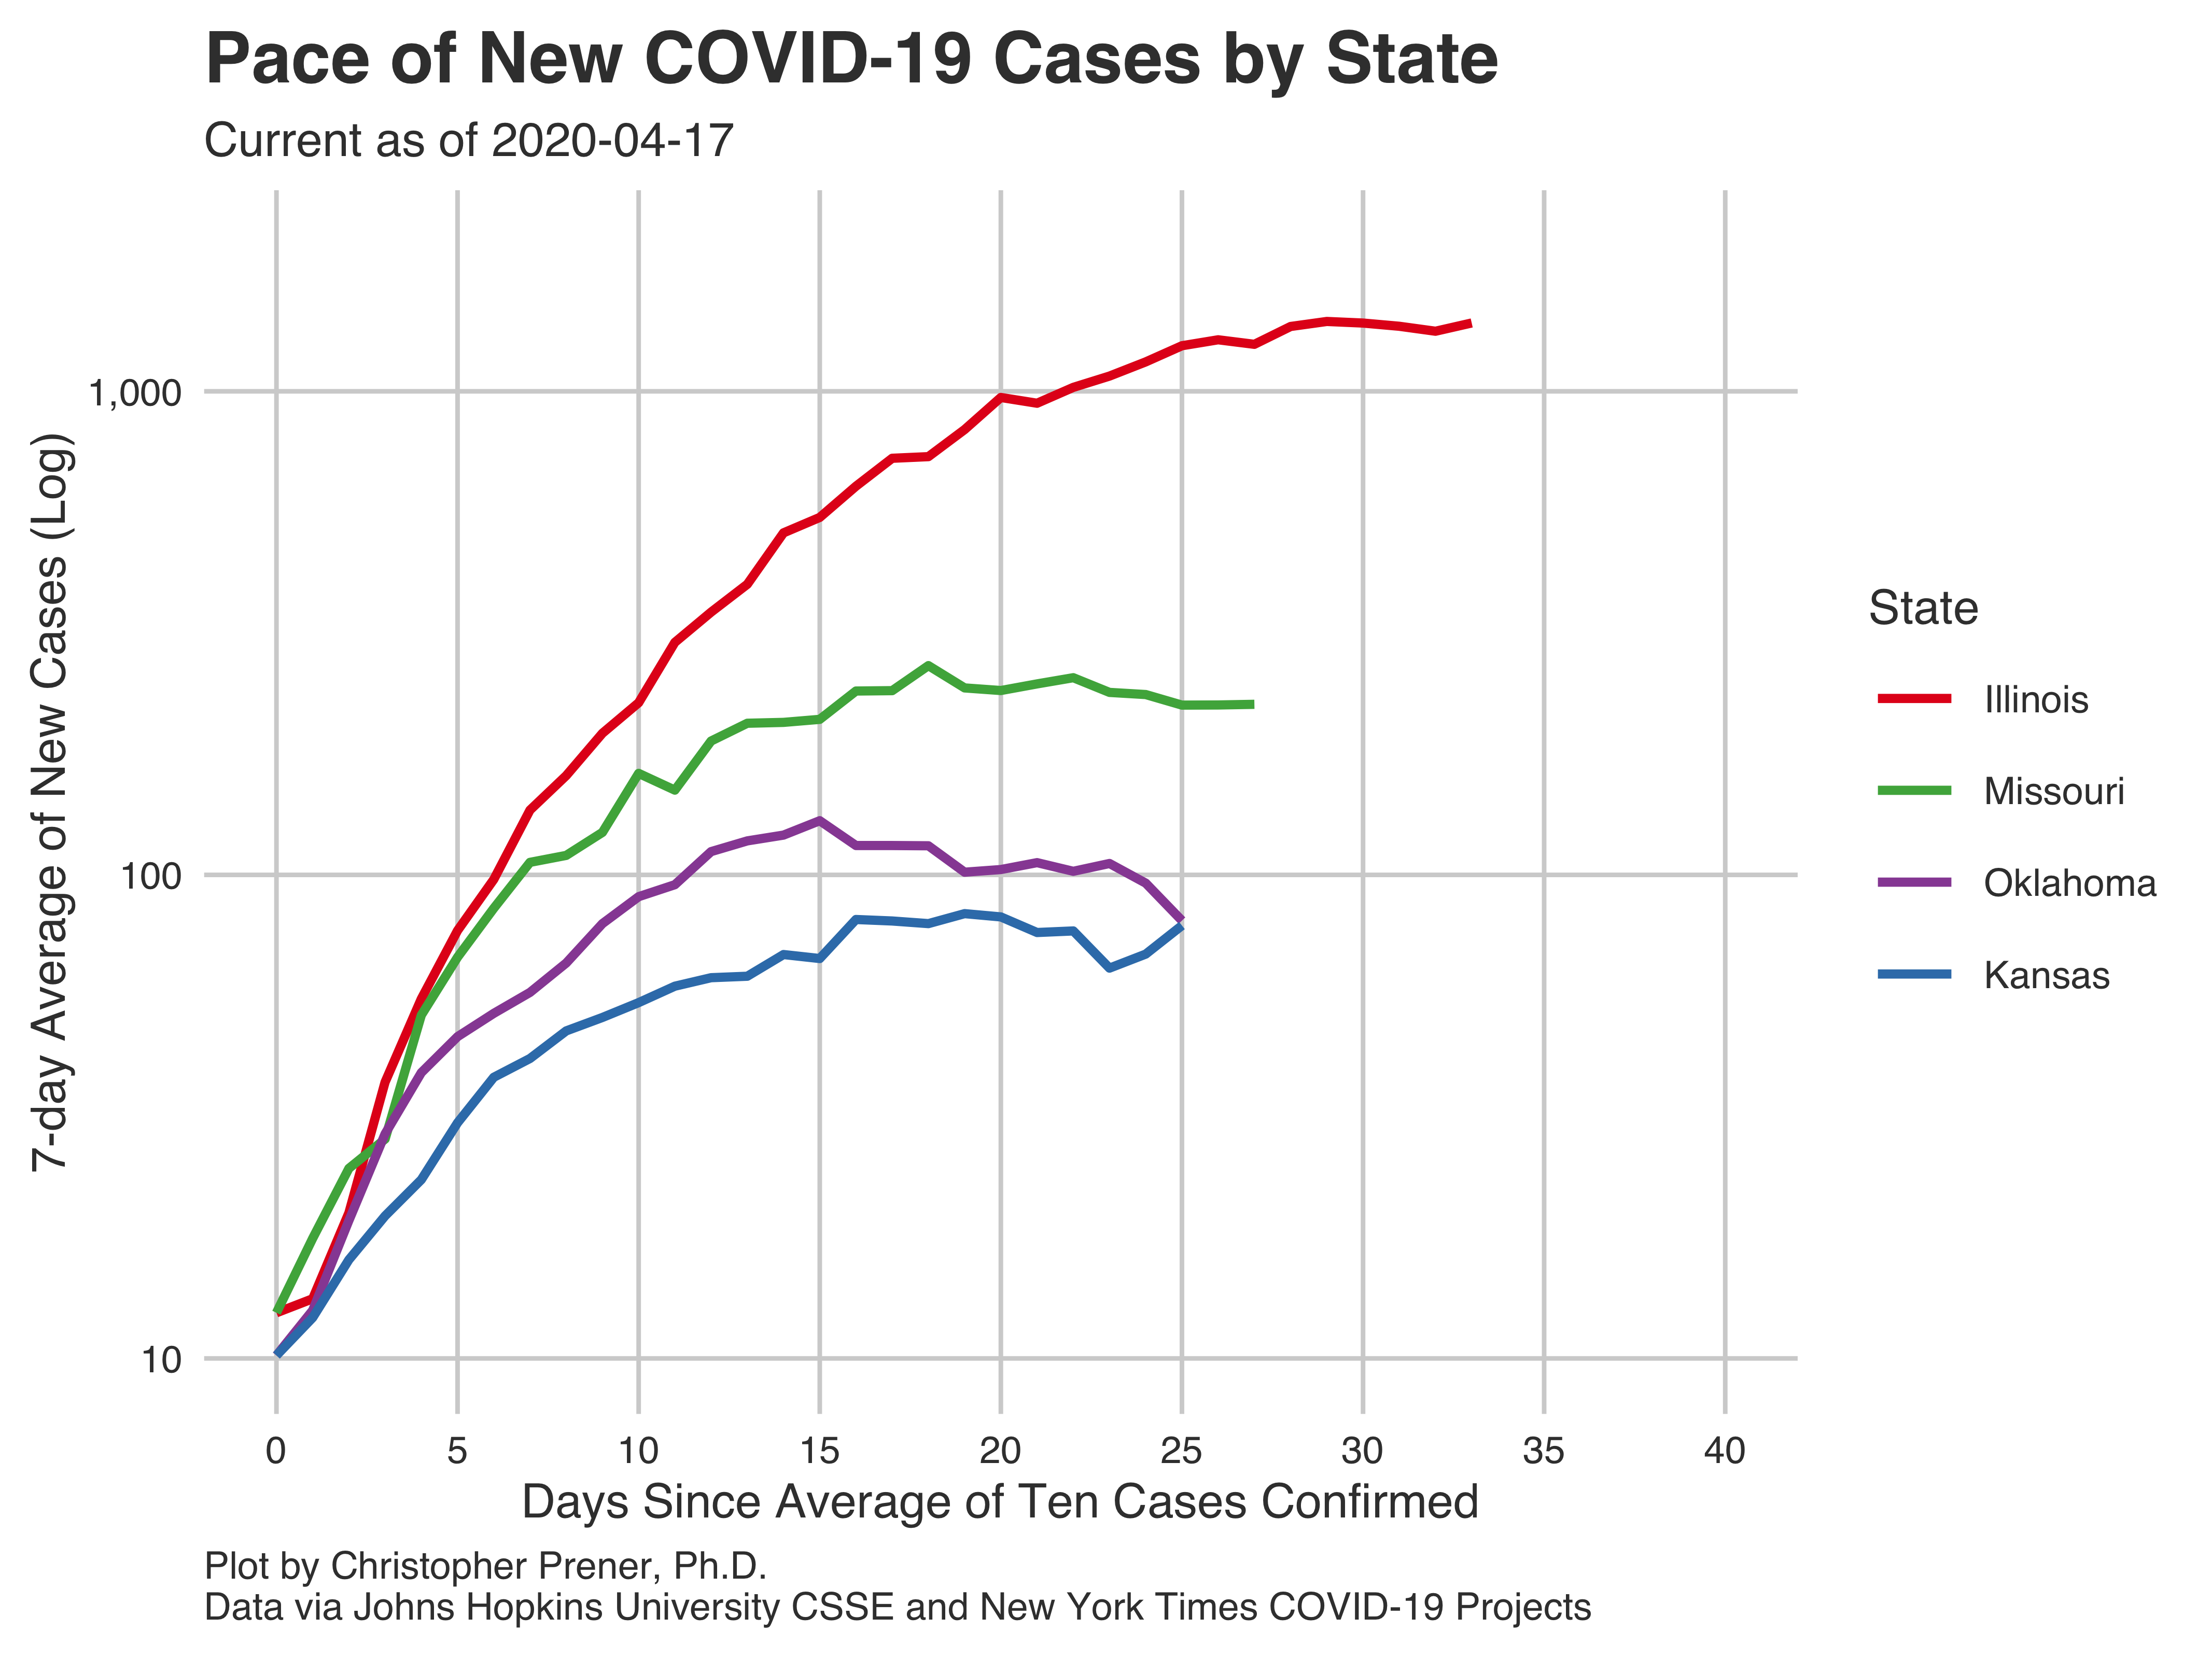 Pace of New COVID-19 Cases by State
Current as of 2020-04-17
7-day Average of New Cases (Log)
1,000
100
10
0 5 10 15 20 25 30 35 40
Days Since Average of Ten Cases Confirmed
State
Illinois
Missouri
Oklahoma
Kansas
Plot by Christopher Prener, Ph.D.
Data via Johns Hopkins University CSSE and New York Times COVID-19 Projects